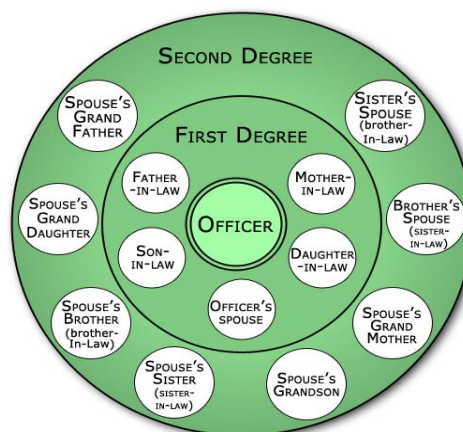 SECOND DEGREE
SPOUSE'S
GRAND
FATHER
SISTER'S
SPOUSE
(brother-
In-Law)
FIRST DEGREE
FATHER
-IN-LAW
MOTHER-
IN-LAW
SPOUSE'S
GRAND
DAUGHTER
OFFICER
BROTHER'S
SPOUSE
(SISTER-
IN-LAW)
SON-
IN-LAW
DAUGHTER
-IN-LAW
OFFICER'S
SPOUSE
SPOUSE'S
BROTHER
(brother-
In-Law)
SPOUSE'S
GRAND
MOTHER
SPOUSE'S
SISTER
(SISTER-
IN-LAW)
SPOUSE'S
GRANDSON